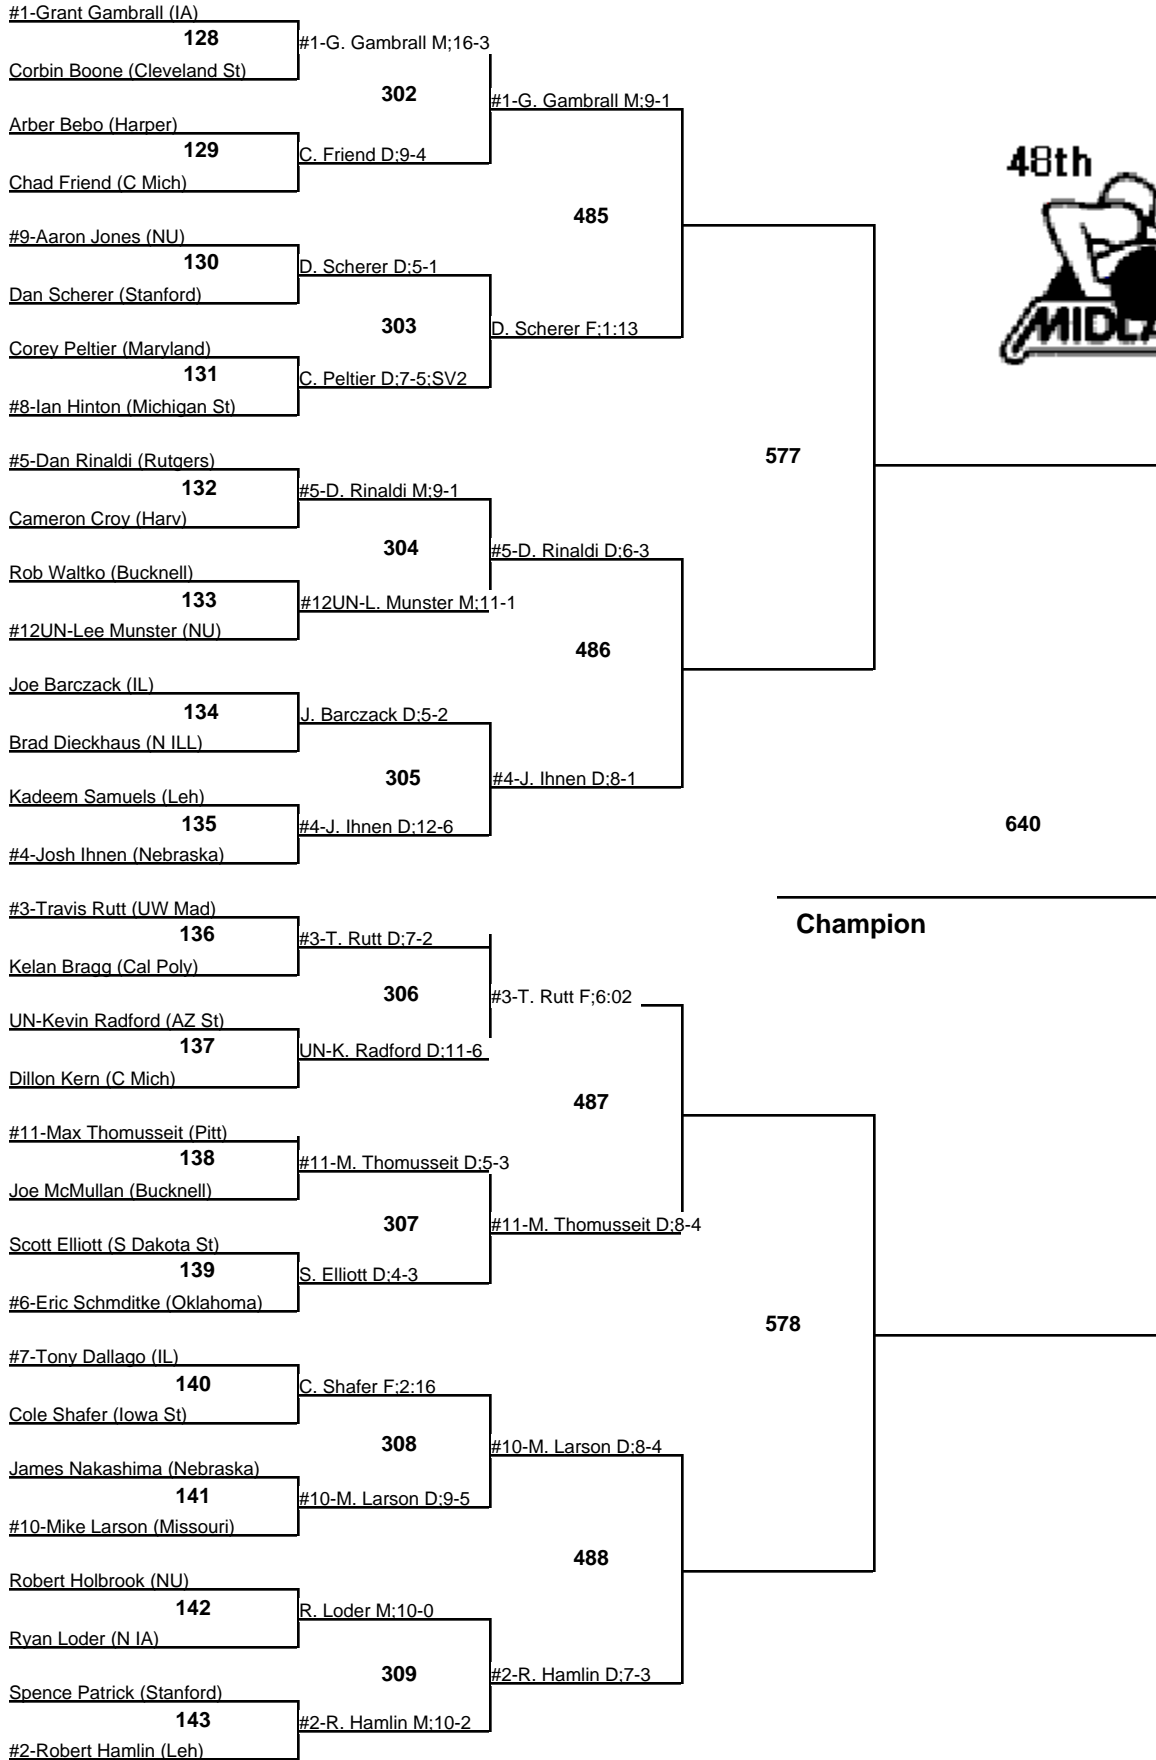 #1-Grant Gambrall (IA)
128
#1-G. Gambrall M;16-3
Corbin Boone (Cleveland St)
302
#1-G. Gambrall M;9-1
Arber Bebo (Harper)
129
C. Friend D;9-4
Chad Friend (C Mich)
48th
485
#9-Aaron Jones (NU)
130
D. Scherer D;5-1
Dan Scherer (Stanford)
303
D. Scherer F;1:13
MIDLA
Corey Peltier (Maryland)
131
C. Peltier D;7-5;SV2
#8-Ian Hinton (Michigan St)
577
#5-Dan Rinaldi (Rutgers)
132
#5-D. Rinaldi M;9-1
Cameron Croy (Harv)
304
#5-D. Rinaldi D;6-3
Rob Waltko (Bucknell)
133
#12UN-L. Munster M;11-1
#12UN-Lee Munster (NU)
486
Joe Barczack (IL)
134
J. Barczack D;5-2
Brad Dieckhaus (N ILL)
305
#4-J. Ihnen D;8-1
Kadeem Samuels (Leh)
135
#4-J. Ihnen D;12-6
640
#4-Josh Ihnen (Nebraska)
#3-Travis Rutt (UW Mad)
Champion
136
#3-T. Rutt D;7-2
Kelan Bragg (Cal Poly)
306
#3-T. Rutt F;6:02
UN-Kevin Radford (AZ St)
137
UN-K. Radford D;11-6
Dillon Kern (C Mich)
487
#11-Max Thomusseit (Pitt)
138
#11-M. Thomusseit D;5-3
Joe McMullan (Bucknell)
307
#11-M. Thomusseit D;8-4
Scott Elliott (S Dakota St)
139
S. Elliott D;4-3
#6-Eric Schmditke (Oklahoma)
578
#7-Tony Dallago (IL)
140
C. Shafer F;2:16
Cole Shafer (Iowa St)
308
#10-M. Larson D;8-4
James Nakashima (Nebraska)
141
#10-M. Larson D;9-5
#10-Mike Larson (Missouri)
488
Robert Holbrook (NU)
142
R. Loder M;10-0
Ryan Loder (N IA)
309
#2-R. Hamlin D;7-3
Spence Patrick (Stanford)
143
#2-R. Hamlin M;10-2
#2-Robert Hamlin (Leh)